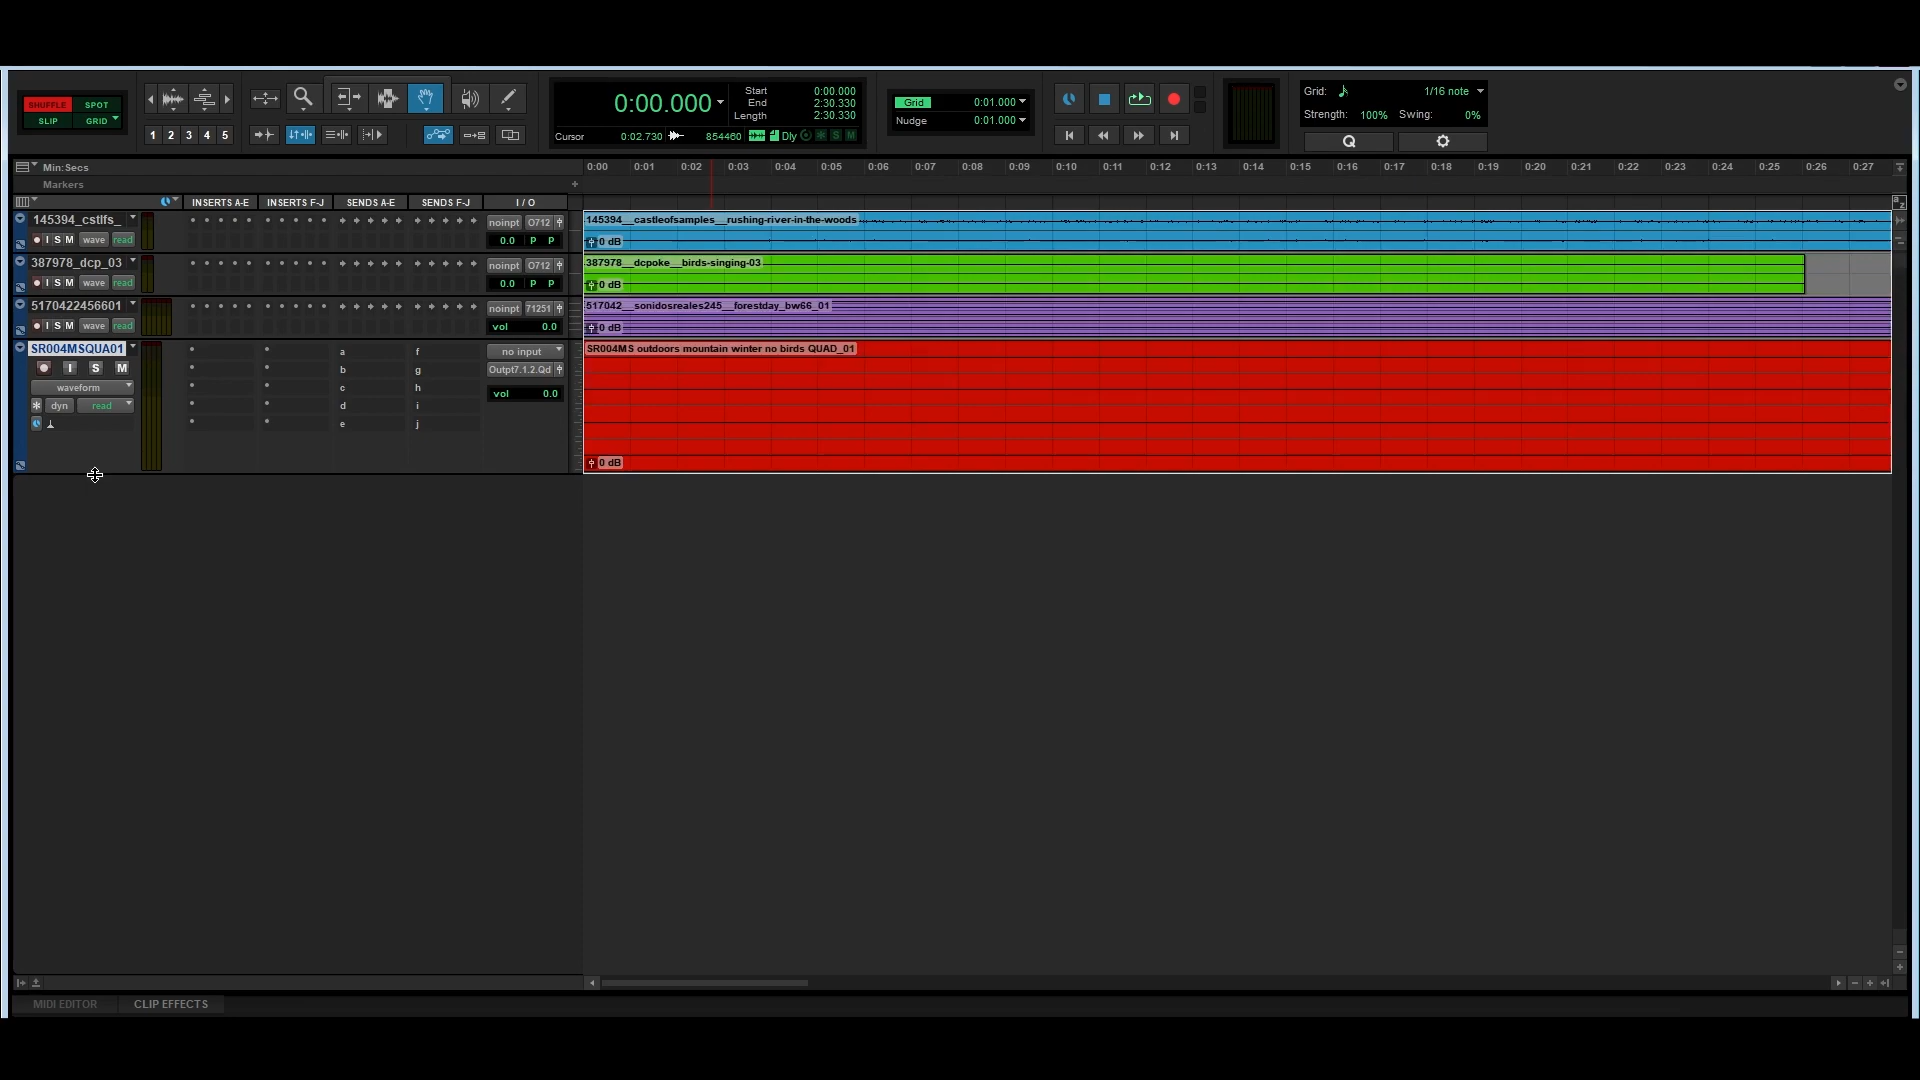 SHUFFLE SPOT
SLIP GRID
1 2 3 4 5
0:00.000
Start 0:00.000
End 2:30.330
Length 2:30.330
Cursor 0:02.730 854460 Dly S M
Grid 0:01.000
Nudge 0:01.000
Grid: 1/16 note
Strength: 100% Swing: 0%
Q
Min:Secs
0:00 0:01 0:02 0:03 0:04 0:05 0:06 0:07 0:08 0:09 0:10 0:11 0:12 0:13 0:14 0:15 0:16 0:17 0:18 0:19 0:20 0:21 0:22 0:23 0:24 0:25 0:26 0:27
Markers
INSERTS A-E INSERTS F-J SENDS A-E SENDS F-J I / O
a z
145394_cstlfs_ noinpt O712 145394__castleofsamples__rushing-river-in-the-woods
I S M wave read 0.0 P P 0 dB
387978_dcp_03 noinpt O712 387978__dcpoke__birds-singing-03
I S M wave read 0.0 P P 0 dB
5170422456601 noinpt 71251 517042__sonidosreales245__forestday_bw66_01
I S M wave read vol 0.0 0 dB
SR004MSQUA01 a f no input SR004MS outdoors mountain winter no birds QUAD_01
I S M b g Outpt7.1.2.Qd
waveform c h vol 0.0
dyn read d i
e j
0 dB
MIDI EDITOR CLIP EFFECTS